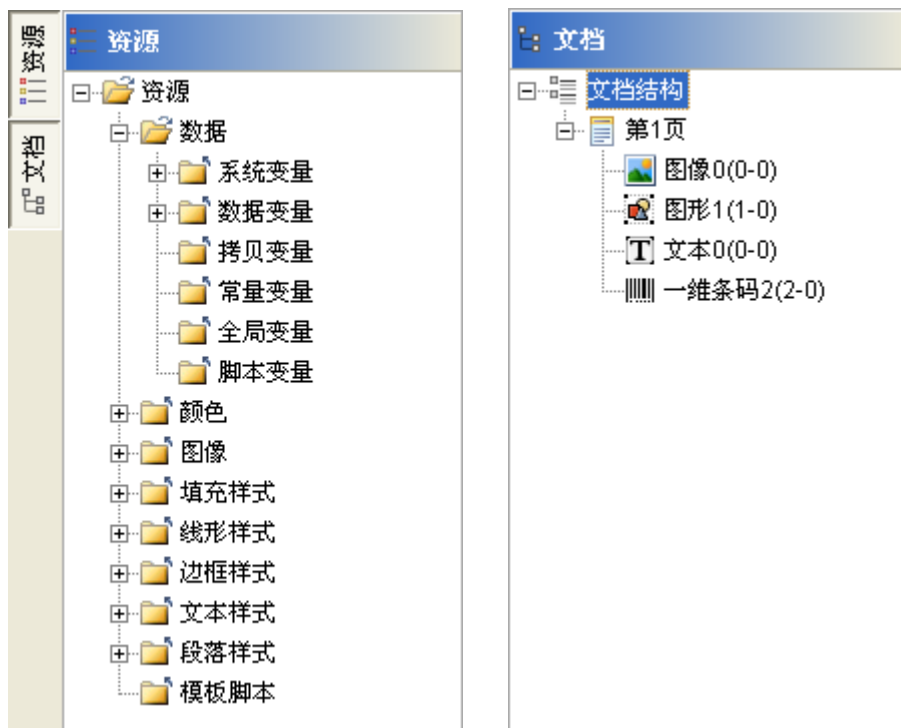 资源
文档
资源
资源
数据
系统变量
数据变量
拷贝变量
常量变量
全局变量
脚本变量
颜色
图像
填充样式
线形样式
边框样式
文本样式
段落样式
模板脚本
文档
文档结构
第1页
图像0(0-0)
图形1(1-0)
文本0(0-0)
一维条码2(2-0)